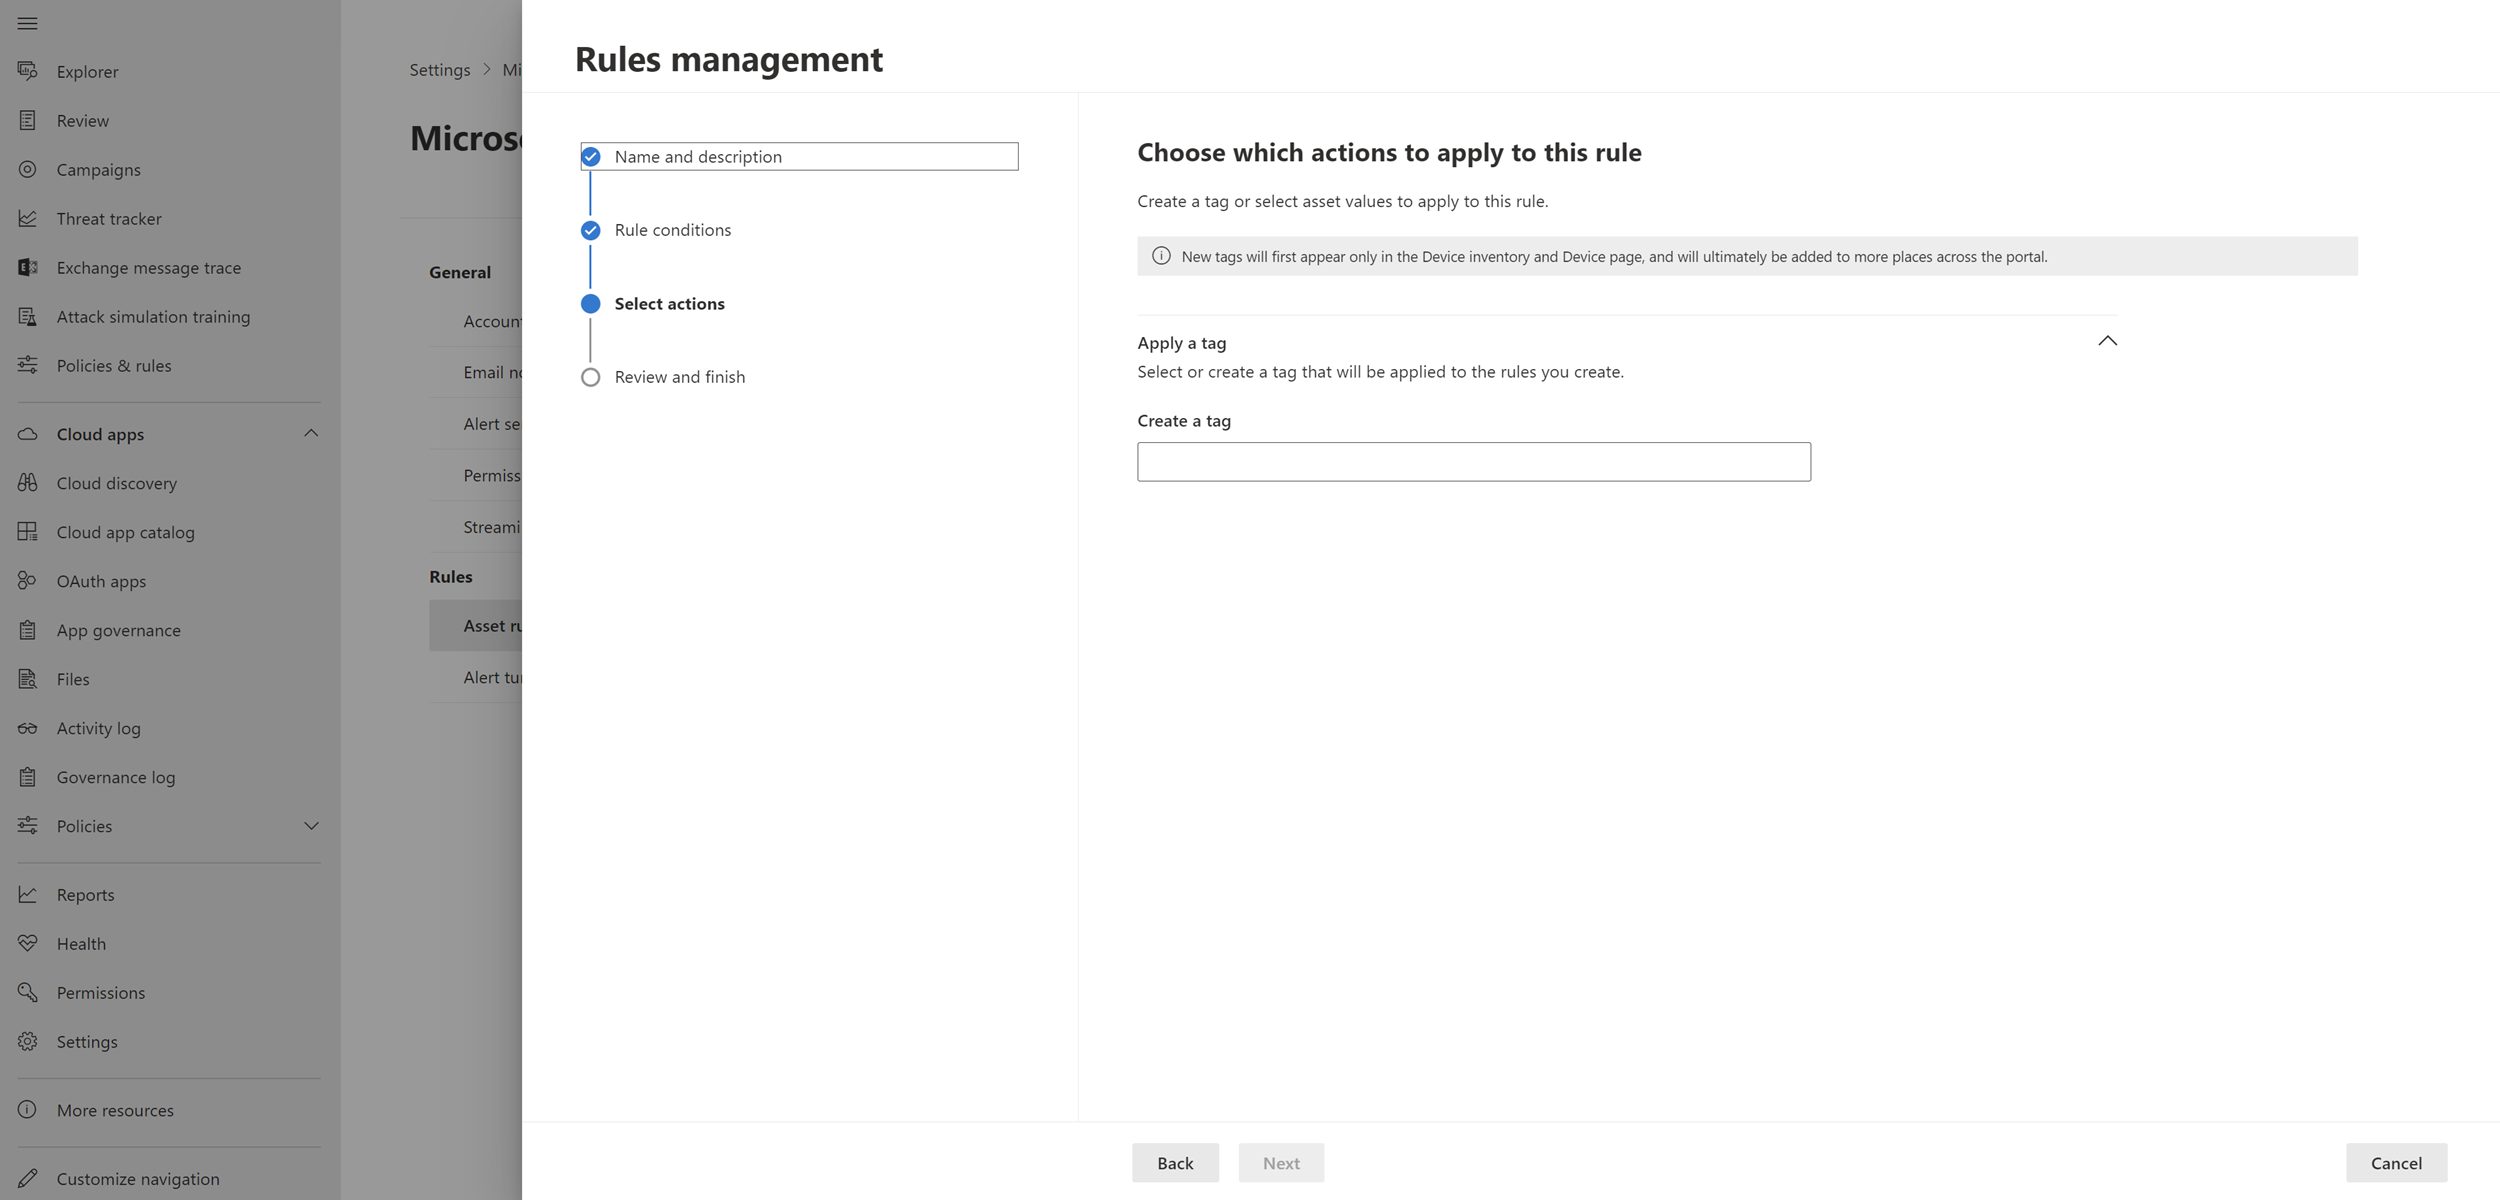 Explorer
Review
Campaigns
Threat tracker
Exchange message trace
Attack simulation training
Policies & rules
Cloud apps
Cloud discovery
Cloud app catalog
OAuth apps
App governance
Files
Activity log
Governance log
Policies
Reports
Health
Permissions
Settings
More resources
Customize navigation
Settings > Mi
Micros
General
Accoun
Email n
Alert se
Permiss
Streami
Rules
Asset ru
Alert tu
Rules management
Name and description
Rule conditions
Select actions
Review and finish
Choose which actions to apply to this rule
Create a tag or select asset values to apply to this rule.
New tags will first appear only in the Device inventory and Device page, and will ultimately be added to more places across the portal.
Apply a tag
Select or create a tag that will be applied to the rules you create.
Create a tag
Back
Next
Cancel